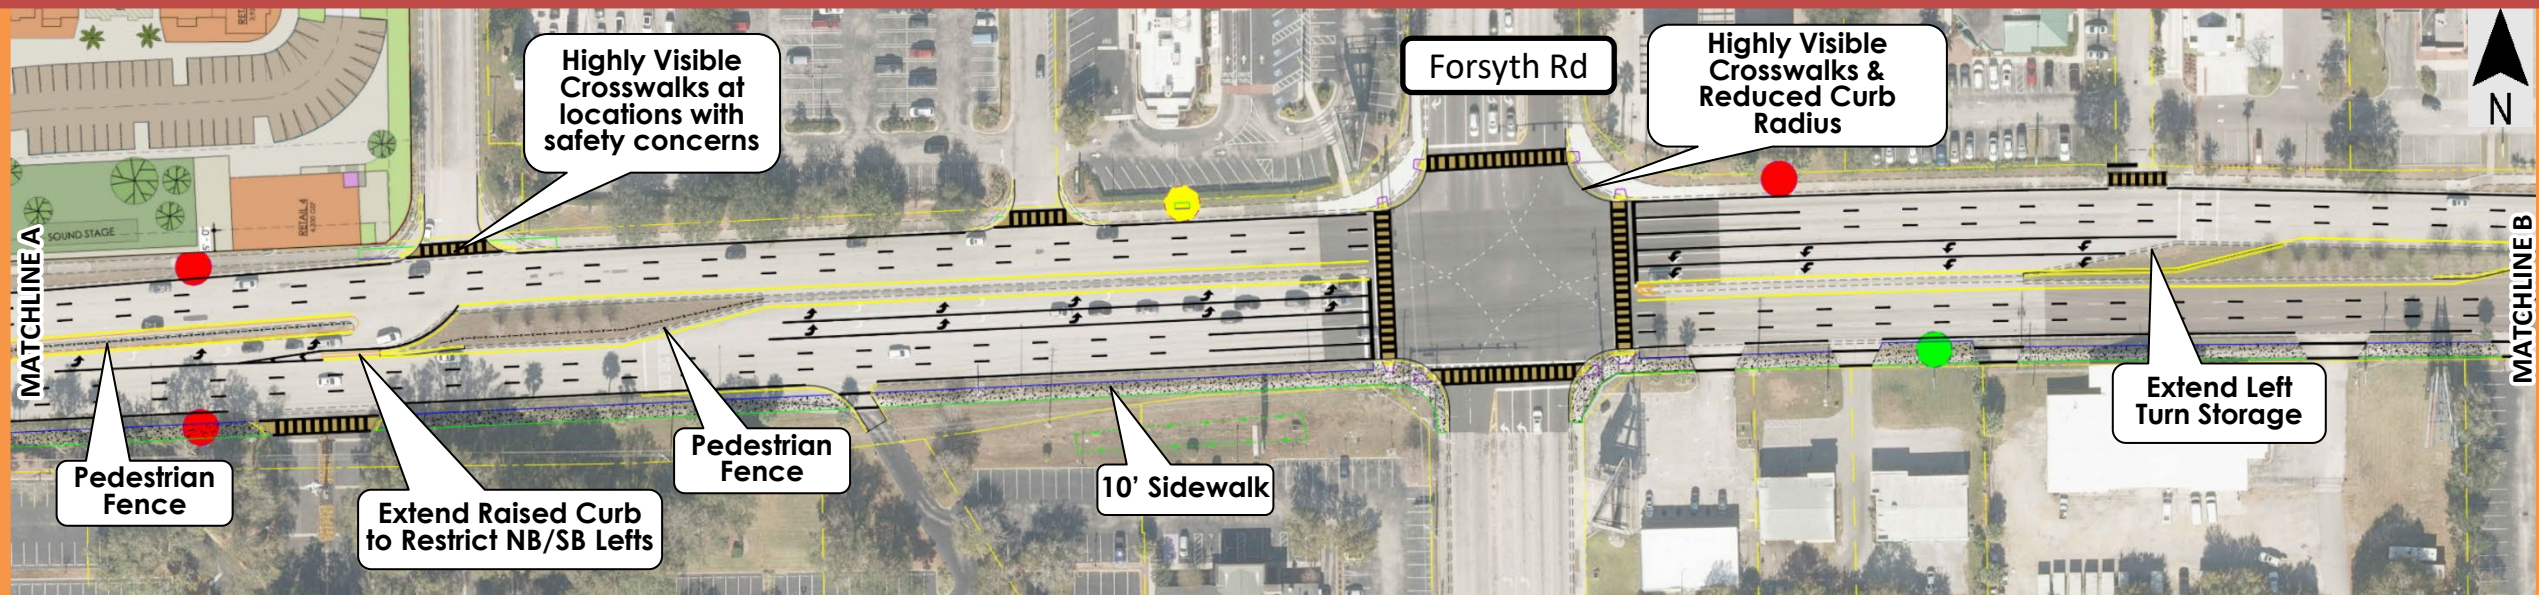 Highly Visible
Crosswalks at
locations with
safety concerns
Forsyth Rd
Highly Visible
Crosswalks &
Reduced Curb
Radius
N
SOUND STAGE
RETAIL 4
MATCHLINE A
MATCHLINE B
Pedestrian
Fence
Extend Raised Curb
to Restrict NB/SB Lefts
Pedestrian
Fence
10’ Sidewalk
Extend Left
Turn Storage